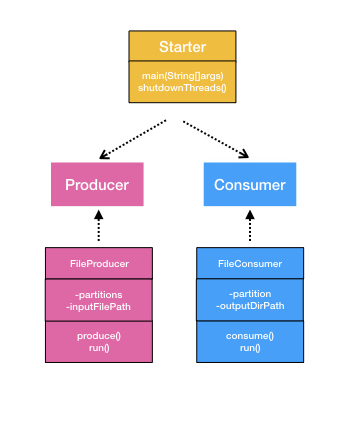 Starter
main(String[]args)
shutdownThreads()
Producer
Consumer
FileProducer
-partitions
-inputFilePath
produce()
run()
FileConsumer
-partition
-outputDirPath
consume()
run()